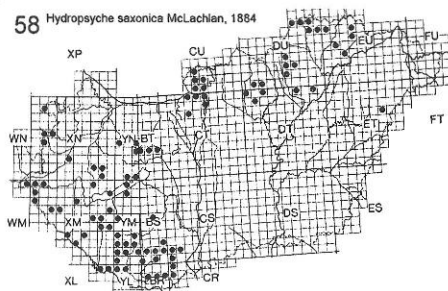 58 Hydropsyche saxonica McLachlan, 1884
XP CU DU EU FU
WN XN YN BT CT DT ET FT
WM XM YM BS CS DS ES
XL YL BR CR